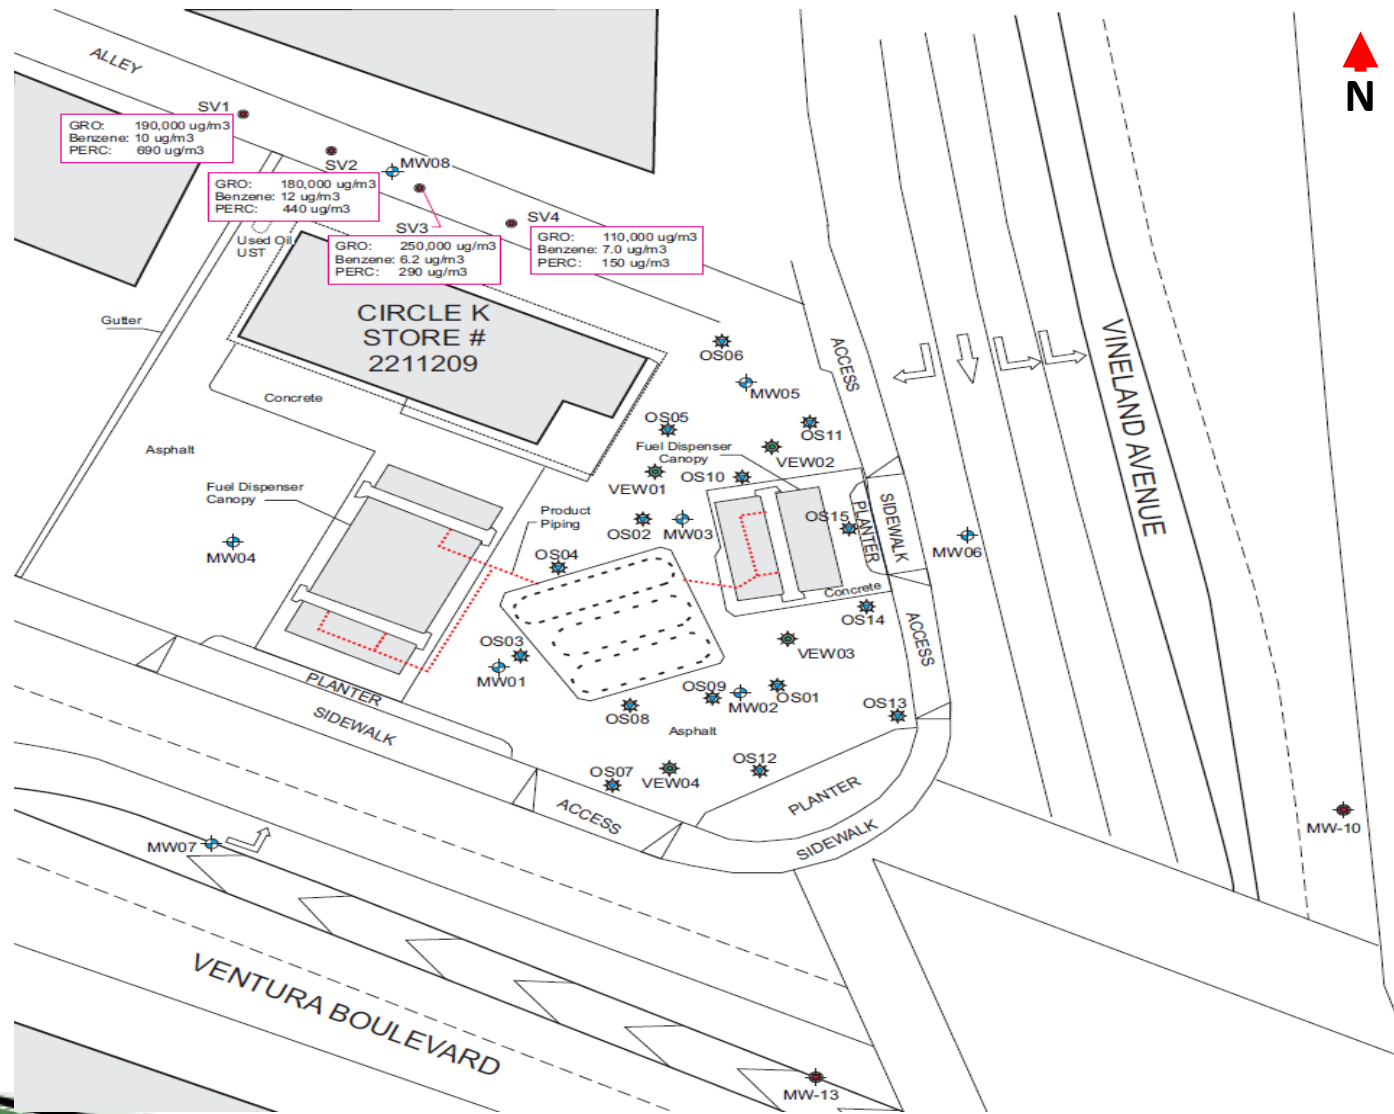 N
ALLEY
SV1
GRO: 190,000 ug/m3
Benzene: 10 ug/m3
PERC: 690 ug/m3
SV2
MW08
GRO: 180,000 ug/m3
Benzene: 12 ug/m3
PERC: 440 ug/m3
SV3
GRO: 250,000 ug/m3
Benzene: 6.2 ug/m3
PERC: 290 ug/m3
SV4
GRO: 110,000 ug/m3
Benzene: 7.0 ug/m3
PERC: 150 ug/m3
Used Oil
UST
Gutter
CIRCLE K
STORE #
2211209
Concrete
Asphalt
Fuel Dispenser
Canopy
MW04
OS06
MW05
ACCESS
VINELAND AVENUE
OS05
OS11
Fuel Dispenser
Canopy
VEW02
VEW01
OS10
Product
Piping
OS02
MW03
OS15
PLANTER
SIDEWALK
MW06
OS04
Concrete
OS14
ACCESS
OS03
MW01
VEW03
OS09
MW02
OS01
OS13
OS08
Asphalt
PLANTER
SIDEWALK
OS07
VEW04
OS12
ACCESS
PLANTER
SIDEWALK
MW07
MW-10
VENTURA BOULEVARD
MW-13